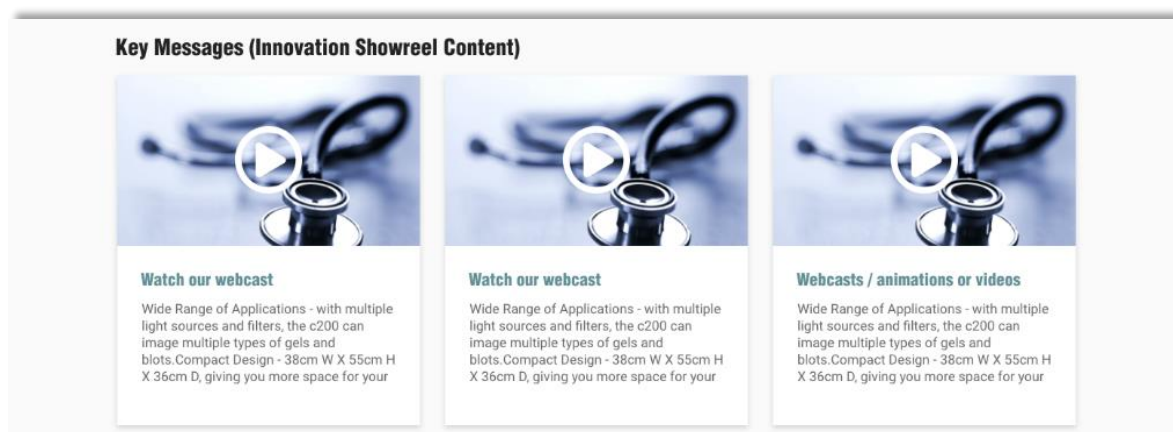 Key Messages (Innovation Showreel Content)
Watch our webcast
Wide Range of Applications - with multiple
light sources and filters, the c200 can
image multiple types of gels and
blots.Compact Design - 38cm W X 55cm H
X 36cm D, giving you more space for your
Watch our webcast
Wide Range of Applications - with multiple
light sources and filters, the c200 can
image multiple types of gels and
blots.Compact Design - 38cm W X 55cm H
X 36cm D, giving you more space for your
Webcasts / animations or videos
Wide Range of Applications - with multiple
light sources and filters, the c200 can
image multiple types of gels and
blots.Compact Design - 38cm W X 55cm H
X 36cm D, giving you more space for your